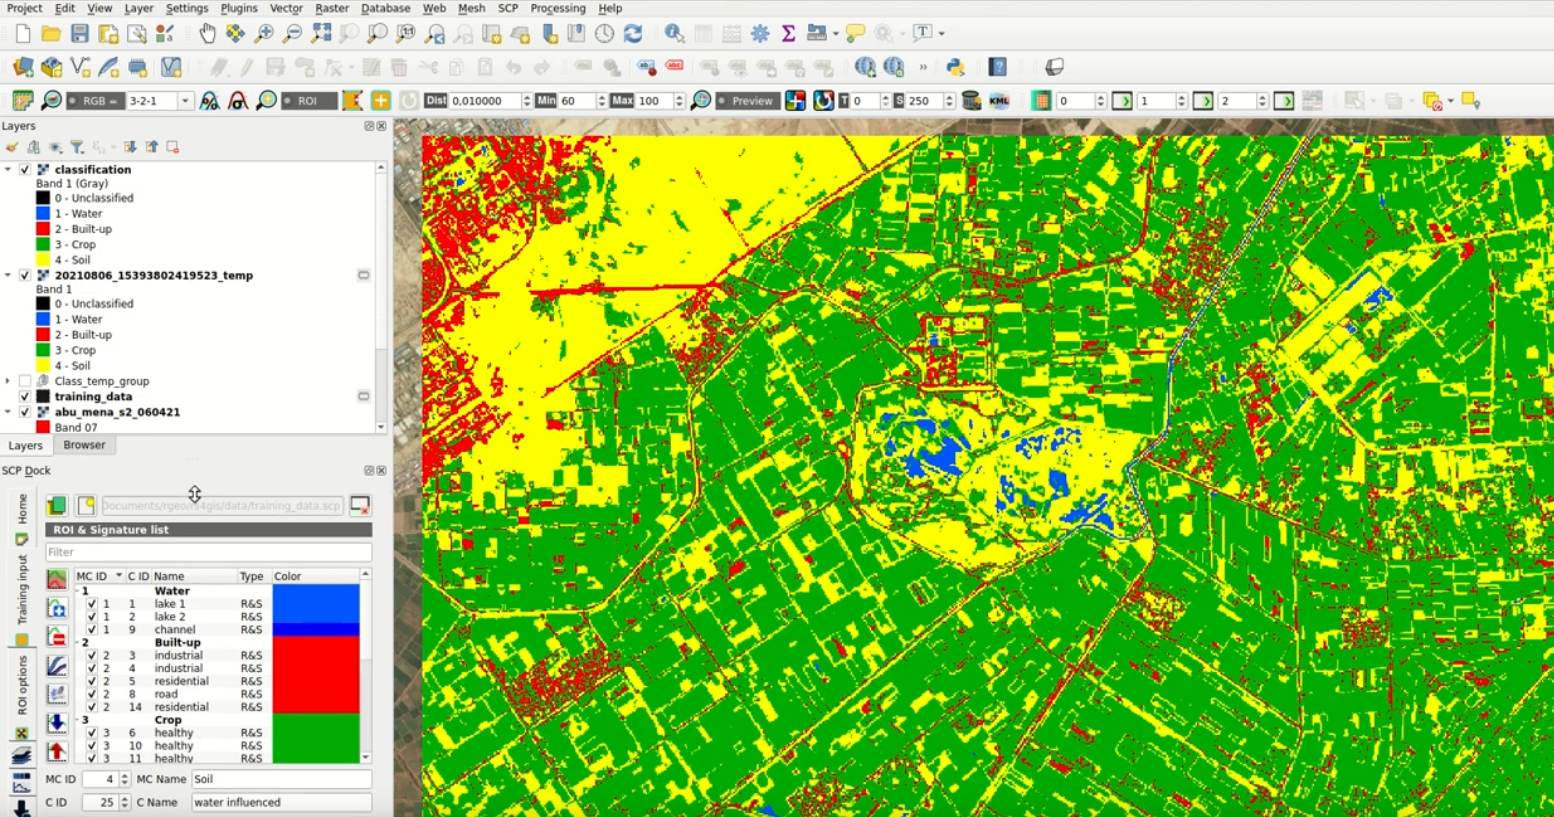 Project Edit View Layer Settings Plugins Vector Raster Database Web Mesh SCP Processing Help
RGB = 3-2-1 ROI Dist 0,010000 Min 60 Max 100 Preview T 0 S 250 KML 0 1 2
Layers
classification
Band 1 (Gray)
0 - Unclassified
1 - Water
2 - Built-up
3 - Crop
4 - Soil
20210806_15393802419523_temp
Band 1
0 - Unclassified
1 - Water
2 - Built-up
3 - Crop
4 - Soil
Class_temp_group
training_data
abu_mena_s2_060421
Band 07
Layers Browser
SCP Dock
Home
Training input
ROI options
ROI & Signature list
Filter
MC ID C ID Name Type Color
1 Water
1 1 lake 1 R&S
1 2 lake 2 R&S
1 9 channel R&S
2 Built-up
2 3 industrial R&S
2 4 industrial R&S
2 5 residential R&S
2 8 road R&S
2 14 residential R&S
3 Crop
3 6 healthy R&S
3 10 healthy R&S
3 11 healthy R&S
MC ID 4 MC Name Soil
C ID 25 C Name water influenced